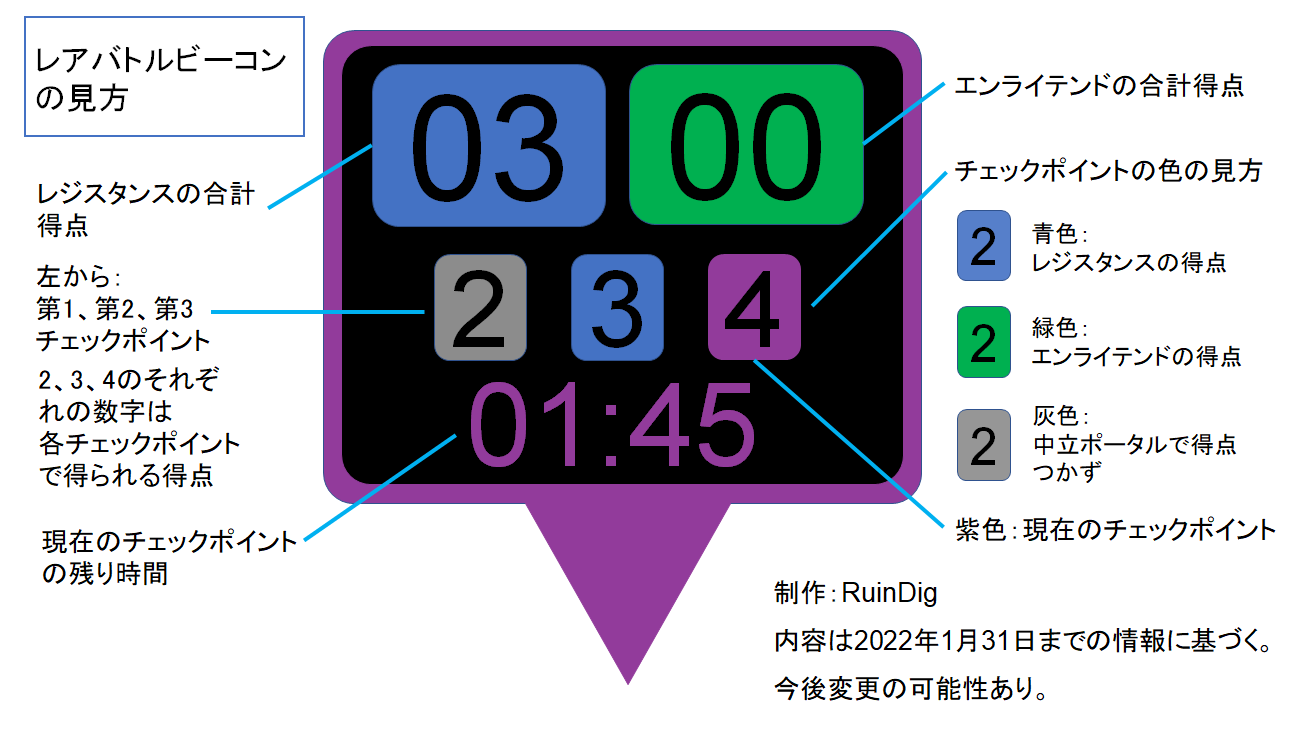 レアバトルビーコン
の見方
03
00
エンライテンドの合計得点
レジスタンスの合計
得点
チェックポイントの色の見方
左から：
第1、第2、第3
チェックポイント
2、3、4のそれぞ
れの数字は
各チェックポイント
で得られる得点
2
3
4
01:45
2
青色：
レジスタンスの得点
2
緑色：
エンライテンドの得点
2
灰色：
中立ポータルで得点
つかず
現在のチェックポイント
の残り時間
紫色：現在のチェックポイント
制作：RuinDig
内容は2022年1月31日までの情報に基づく。
今後変更の可能性あり。